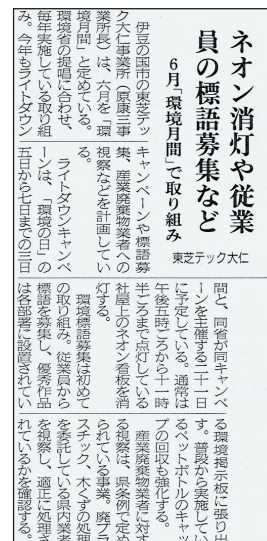 ネオン消灯や従業
員の標語募集など
6月「環境月間」で取り組み
東芝テック大仁
伊豆の国市の東芝テッ
ク大仁事業所（原康三事
業所長）は、六月を「環
境月間」と定めている。
環境省の提唱に合わせ、
毎年実施している取り組
み。今年もライトダウン
キャンペーンや標語募
集、産業廃棄物業者への
視察などを計画してい
る。
ライトダウンキャンペ
ーンは、「環境の日」の
五日から七日までの三日
間と、同省が同キャンペ
ーンを主催する二十一日
に予定している。通常は
午後五時ごろから十一時
半ごろまで点灯している
社屋上のネオン看板を消
灯する。
環境標語募集は初めて
の取り組み。従業員から
標語を募集し、優秀作品
は各部署に設置されてい
る環境掲示板に張り出
す。普段から実施してい
るペットボトルのキャッ
プの回収も強化する。
産業廃棄物業者に対す
る視察は、県条例で定め
られている事業。廃プラ
スチック、木くずの処理
を委託している県内業者
を視察し、適正に処理さ
れているかを確認する。